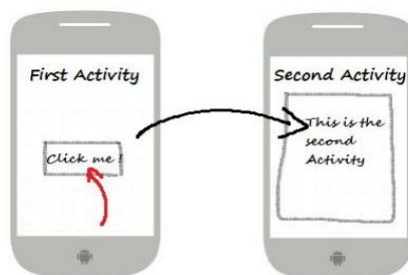 First Activity
Click me !
Second Activity
This is the
second
Activity